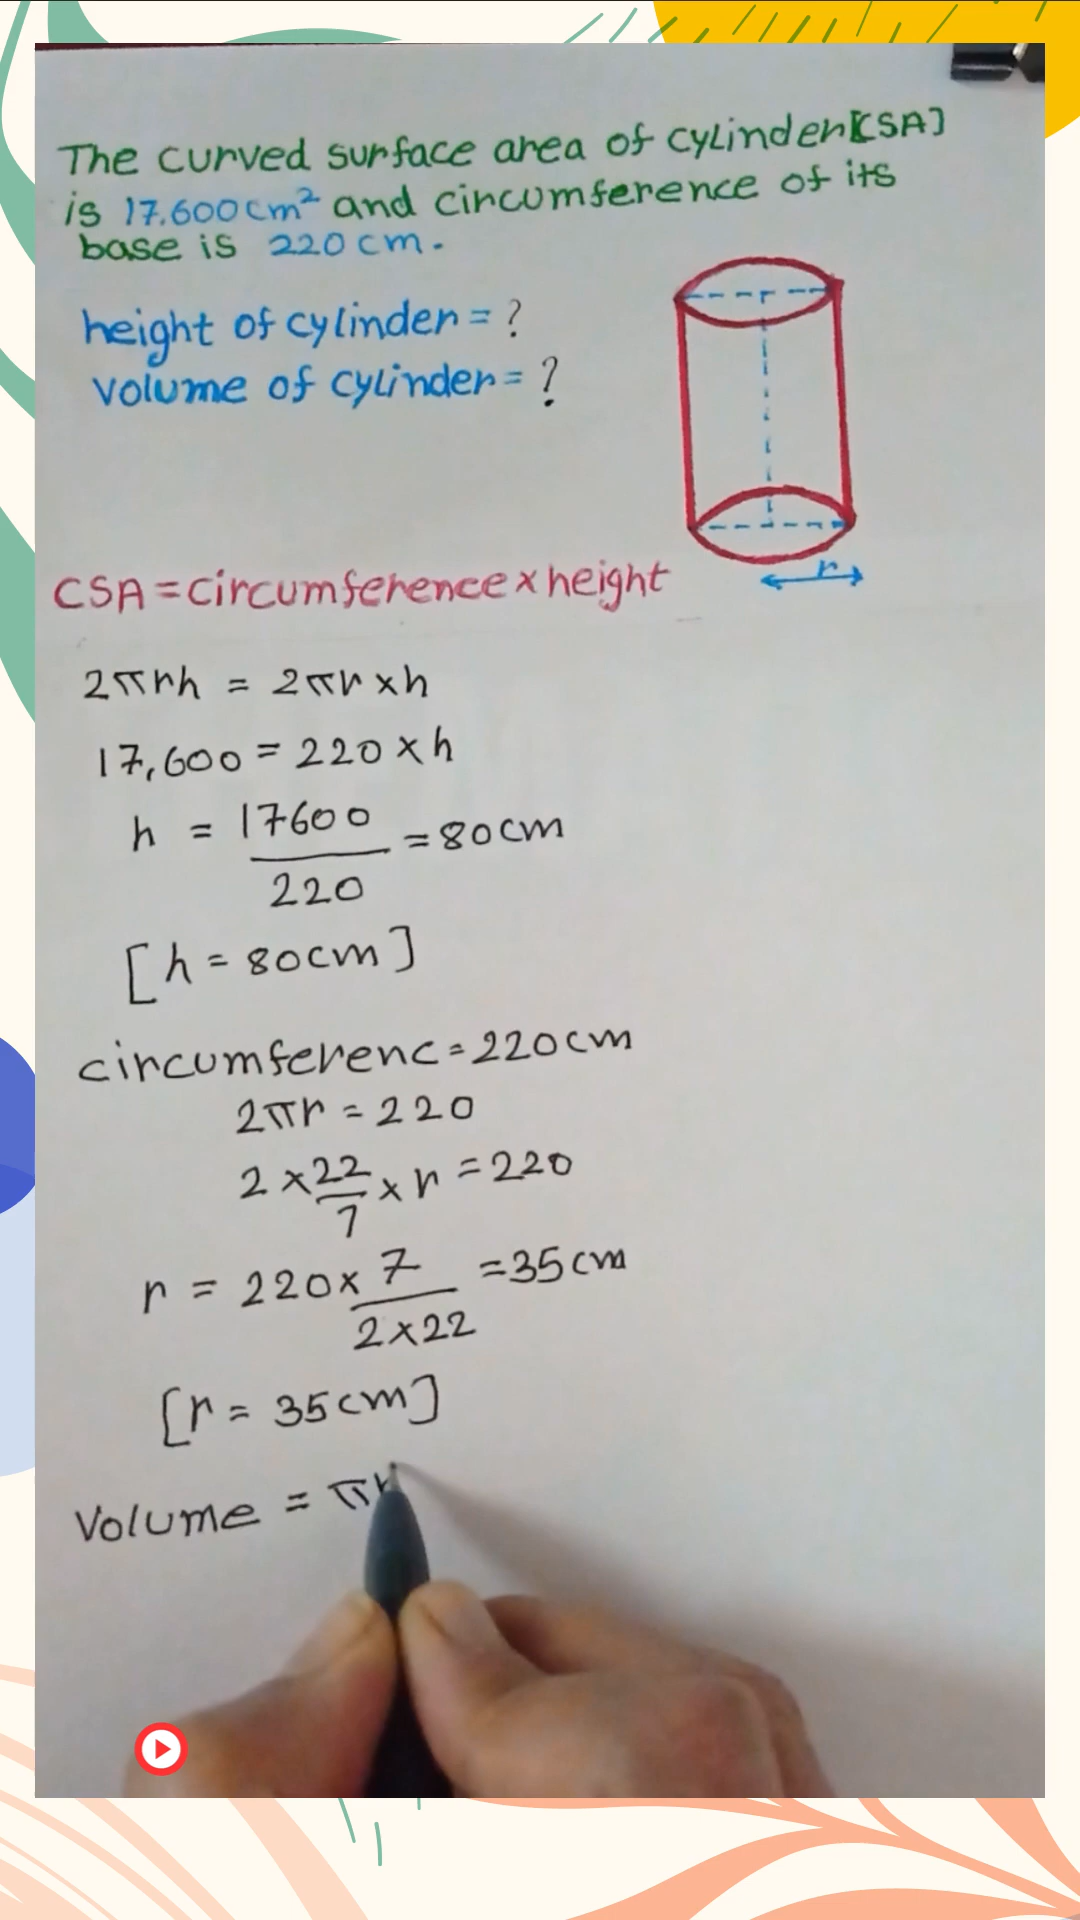 The curved surface area of cylinder[CSA]
is 17.600cm² and circumference of its
base is 220 cm.
height of cylinder = ?
volume of cylinder = ?
r
CSA = circumference x height
2πrh = 2πr x h
17,600 = 220 x h
h = 17600/220 = 80cm
[h = 80cm]
circumferenc = 220cm
2πr = 220
2 x 22/7 x r = 220
r = 220 x 7/2x22 = 35cm
[r = 35cm]
Volume = πr